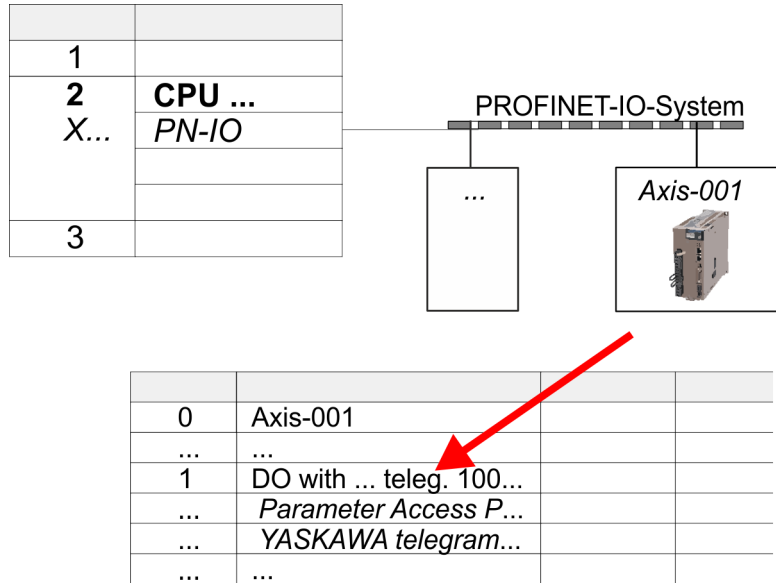 1
2 CPU ...
X... PN-IO
3
PROFINET-IO-System
...
Axis-001
0 Axis-001
... ...
1 DO with ... teleg. 100...
... Parameter Access P...
... YASKAWA telegram...
... ...